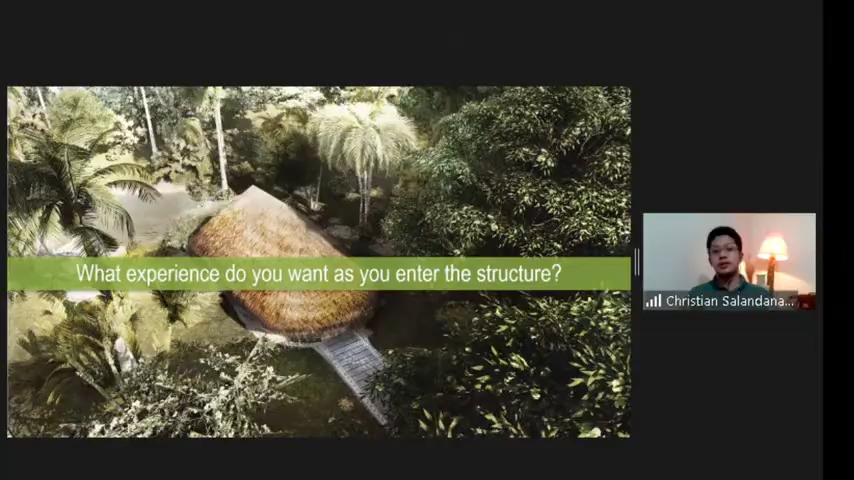 What experience do you want as you enter the structure?
Christian Salandana...